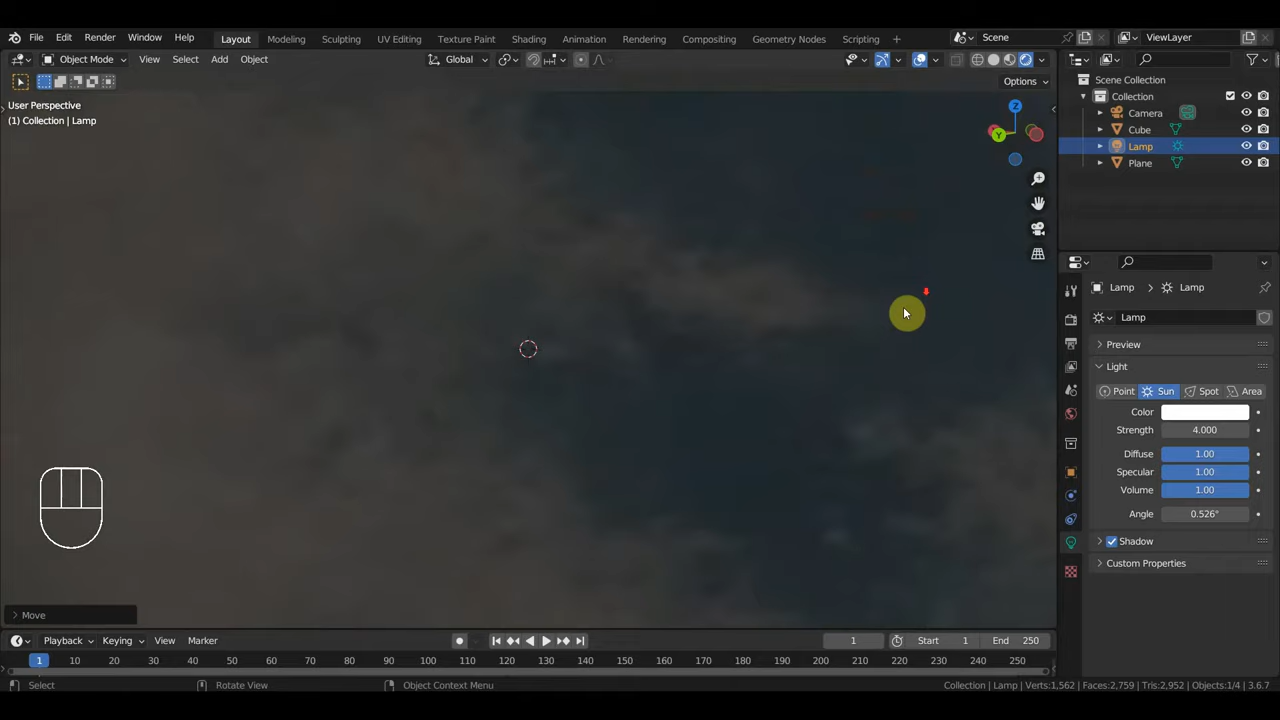 File Edit Render Window Help Layout Modeling Sculpting UV Editing Texture Paint Shading Animation Rendering Compositing Geometry Nodes Scripting + Scene ViewLayer
Object Mode View Select Add Object Global
Options
User Perspective
(1) Collection | Lamp
Z
Y
Scene Collection
Collection
Camera
Cube
Lamp
Plane
Lamp > Lamp
Lamp
Preview
Light
Point Sun Spot Area
Color
Strength 4.000
Diffuse 1.00
Specular 1.00
Volume 1.00
Angle 0.526°
Shadow
Custom Properties
> Move
Playback Keying View Marker 1 Start 1 End 250
1 10 20 30 40 50 60 70 80 90 100 110 120 130 140 150 160 170 180 190 200 210 220 230 240 250
Select Rotate View Object Context Menu Collection | Lamp | Verts:1,562 | Faces:2,759 | Tris:2,952 | Objects:1/4 | 3.6.7